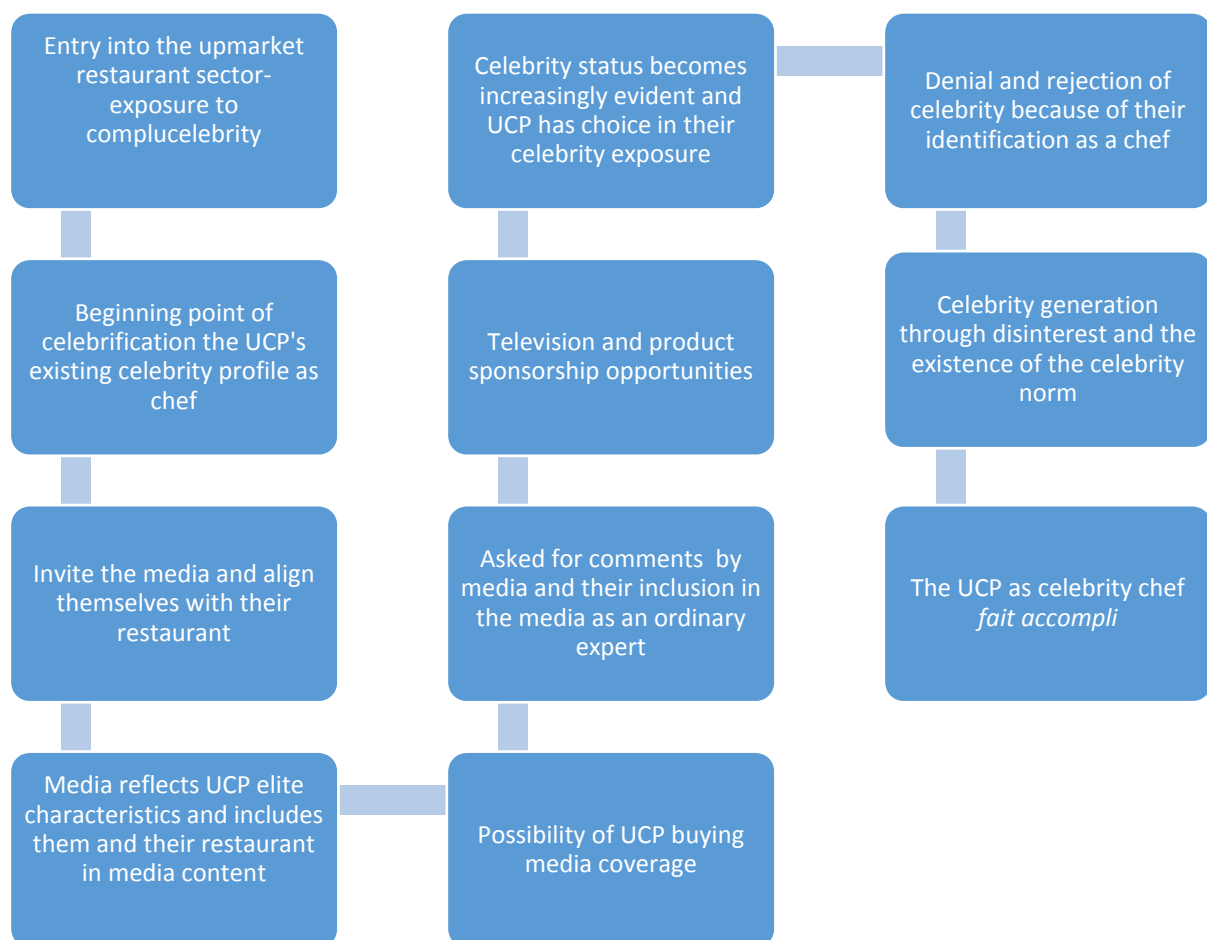 Entry into the upmarket
restaurant sector-
exposure to
complucelebrity
Beginning point of
celebrification the UCP's
existing celebrity profile as
chef
Invite the media and align
themselves with their
restaurant
Media reflects UCP elite
characteristics and includes
them and their restaurant
in media content
Possibility of UCP buying
media coverage
Asked for comments by
media and their inclusion in
the media as an ordinary
expert
Television and product
sponsorship opportunities
Celebrity status becomes
increasingly evident and
UCP has choice in their
celebrity exposure
Denial and rejection of
celebrity because of their
identification as a chef
Celebrity generation
through disinterest and the
existence of the celebrity
norm
The UCP as celebrity chef
fait accompli